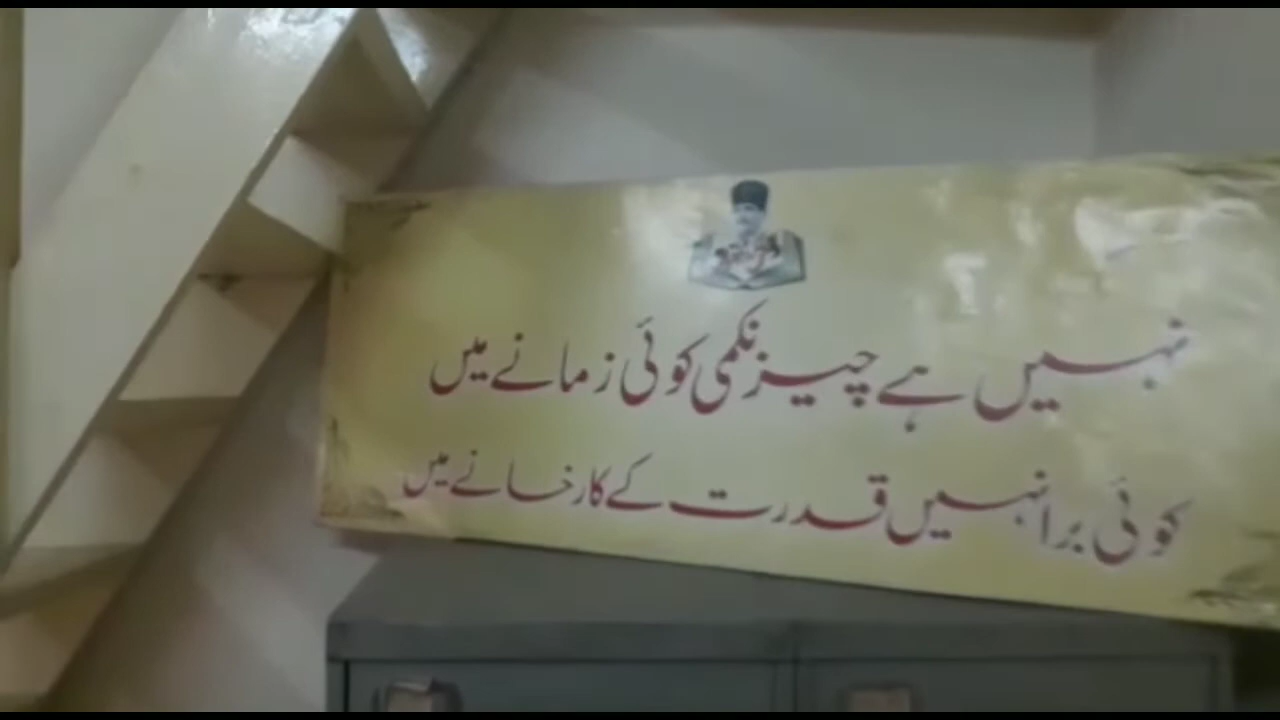 نہیں ہے چیز نکمی کوئی زمانے میں
کوئی برا نہیں قدرت کے کارخانے میں